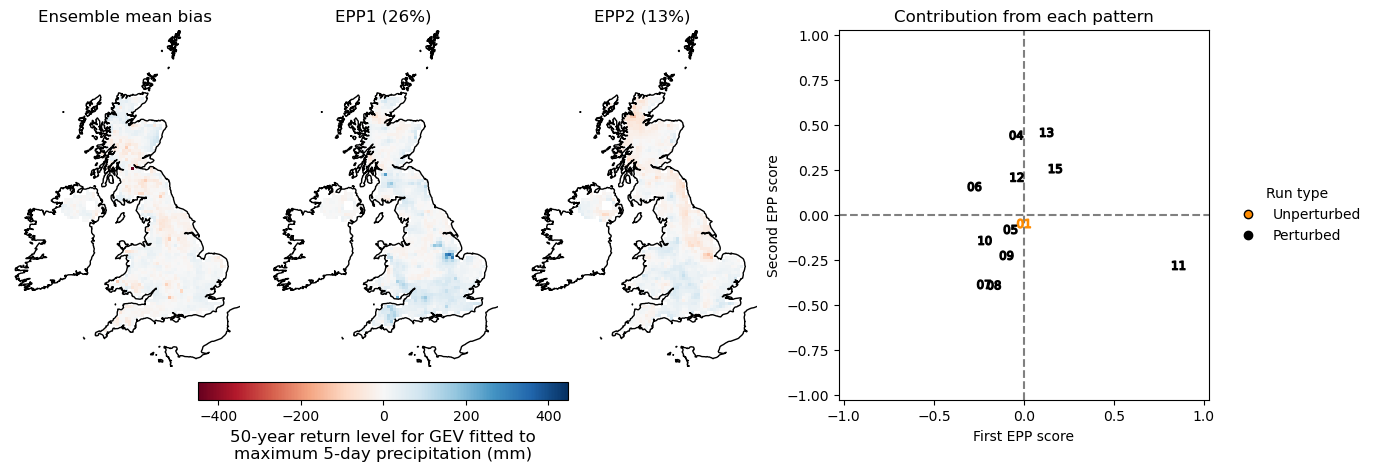 Ensemble mean bias
EPP1 (26%)
EPP2 (13%)
Contribution from each pattern
1.00
0.75
0.50
0.25
0.00
−0.25
−0.50
−0.75
−1.00
Second EPP score
04
13
12
15
06
01
05
10
09
11
07
08
−1.0
−0.5
0.0
0.5
1.0
First EPP score
Run type
Unperturbed
Perturbed
−400
−200
0
200
400
50-year return level for GEV fitted to
maximum 5-day precipitation (mm)